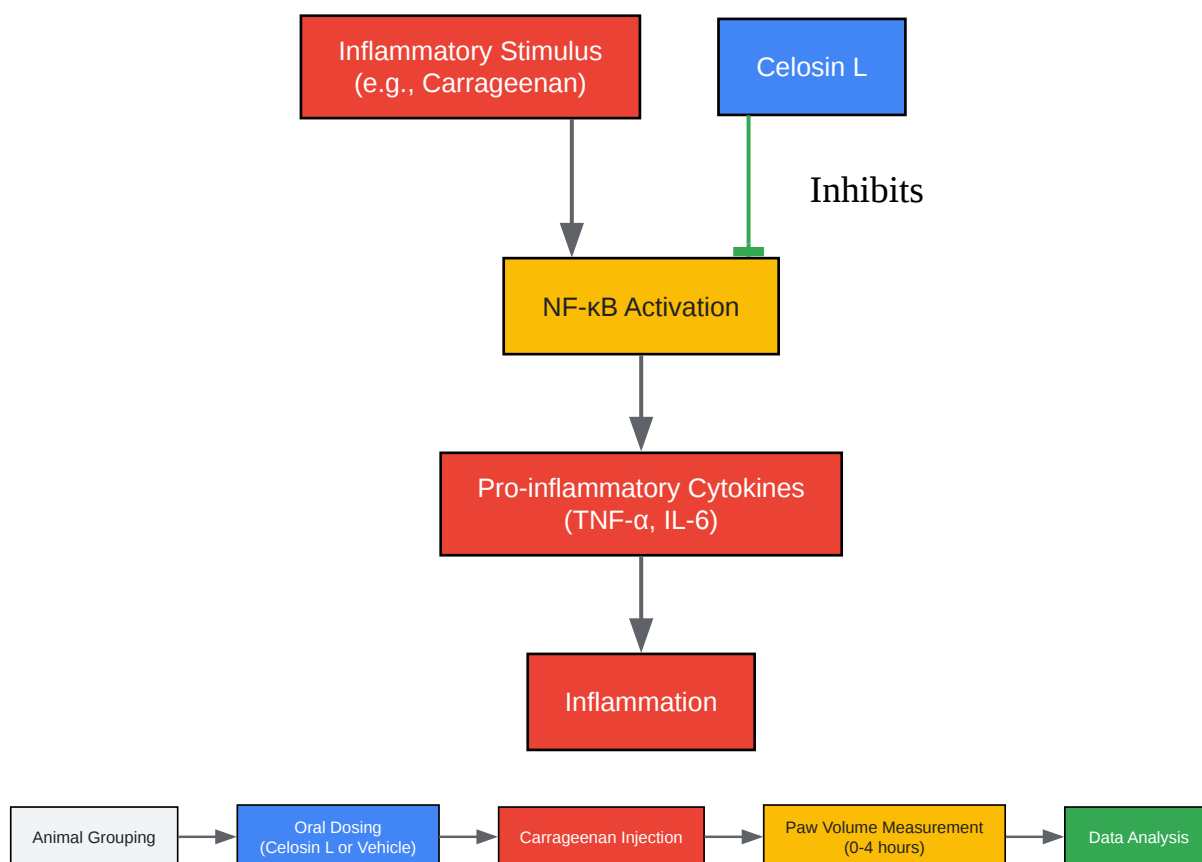 Inflammatory Stimulus
(e.g., Carrageenan)
Celosin L
Inhibits
NF-κB Activation
Pro-inflammatory Cytokines
(TNF-α, IL-6)
Inflammation
Animal Grouping
Oral Dosing
(Celosin L or Vehicle)
Carrageenan Injection
Paw Volume Measurement
(0-4 hours)
Data Analysis